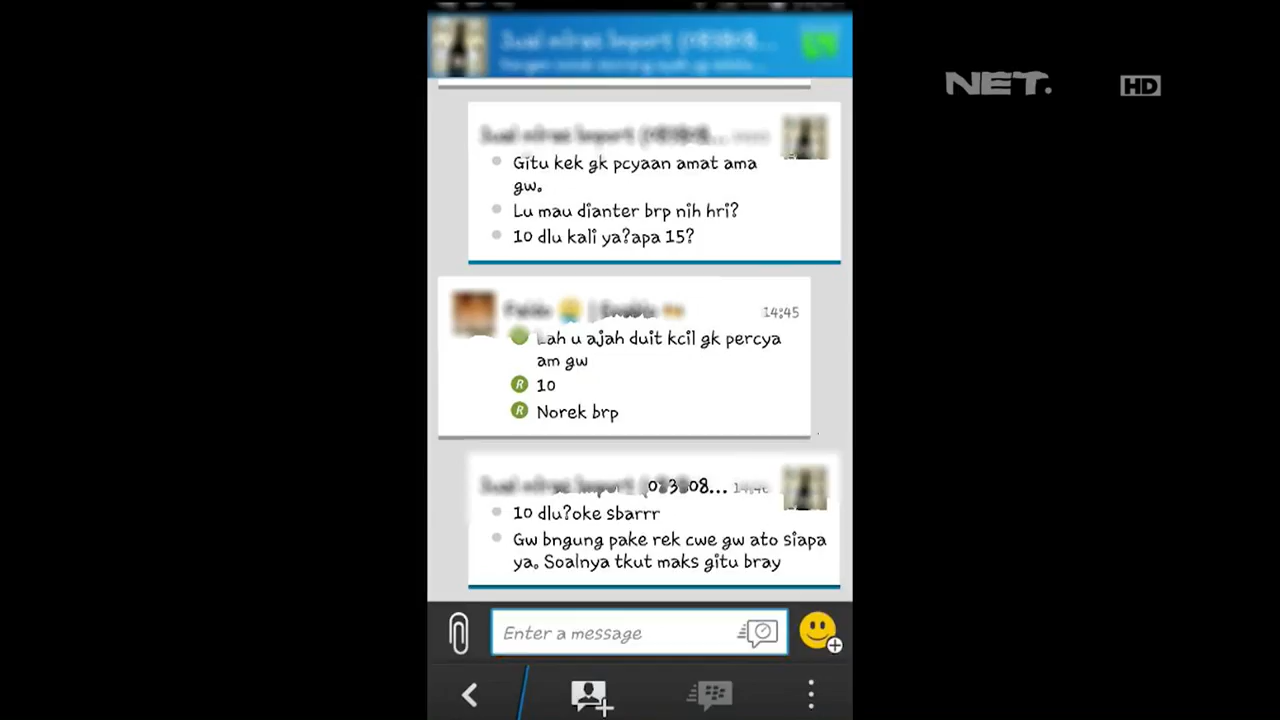 NET.
HD
Gitu kek gk pcyaan amat ama
gw.
Lu mau dianter brp nih hri?
10 dlu kali ya?apa 15?
14:45
Lah u ajah duit kcil gk percya
am gw
R 10
R Norek brp
10 dlu?oke sbarrr
Gw bngung pake rek cwe gw ato siapa
ya. Soalnya tkut maks gitu bray
Enter a message